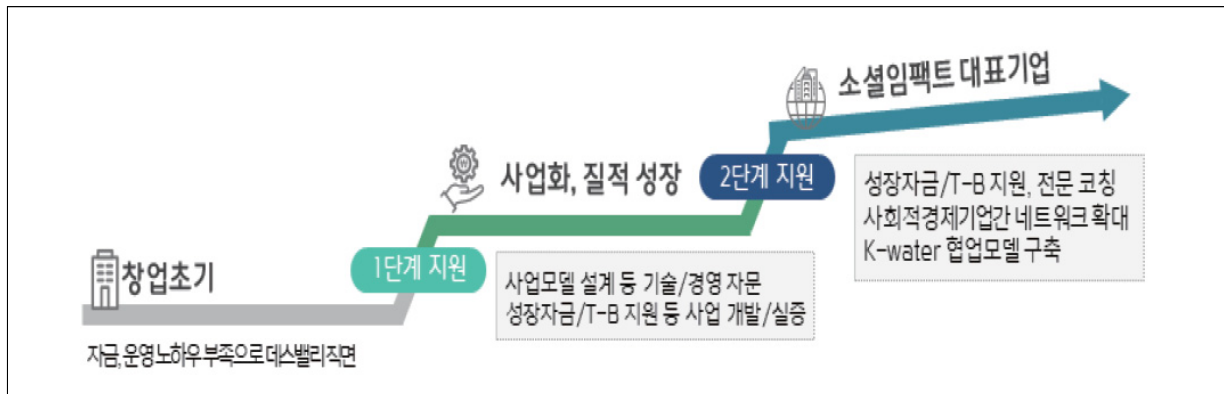 창업초기
자금, 운영 노하우 부족으로 데스밸리 직면
1단계 지원
사업화, 질적 성장
사업모델 설계 등 기술/경영 자문
성장자금/T-B 지원 등 사업 개발/실증
2단계 지원
소셜임팩트 대표기업
성장자금/T-B 지원, 전문 코칭
사회적경제기업간 네트워크 확대
K-water 협업모델 구축